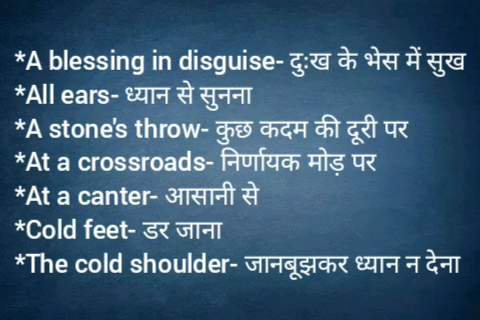 *A blessing in disguise- दुःख के भेस में सुख
*All ears- ध्यान से सुनना
*A stone's throw- कुछ कदम की दूरी पर
*At a crossroads- निर्णायक मोड़ पर
*At a canter- आसानी से
*Cold feet- डर जाना
*The cold shoulder- जानबूझकर ध्यान न देना